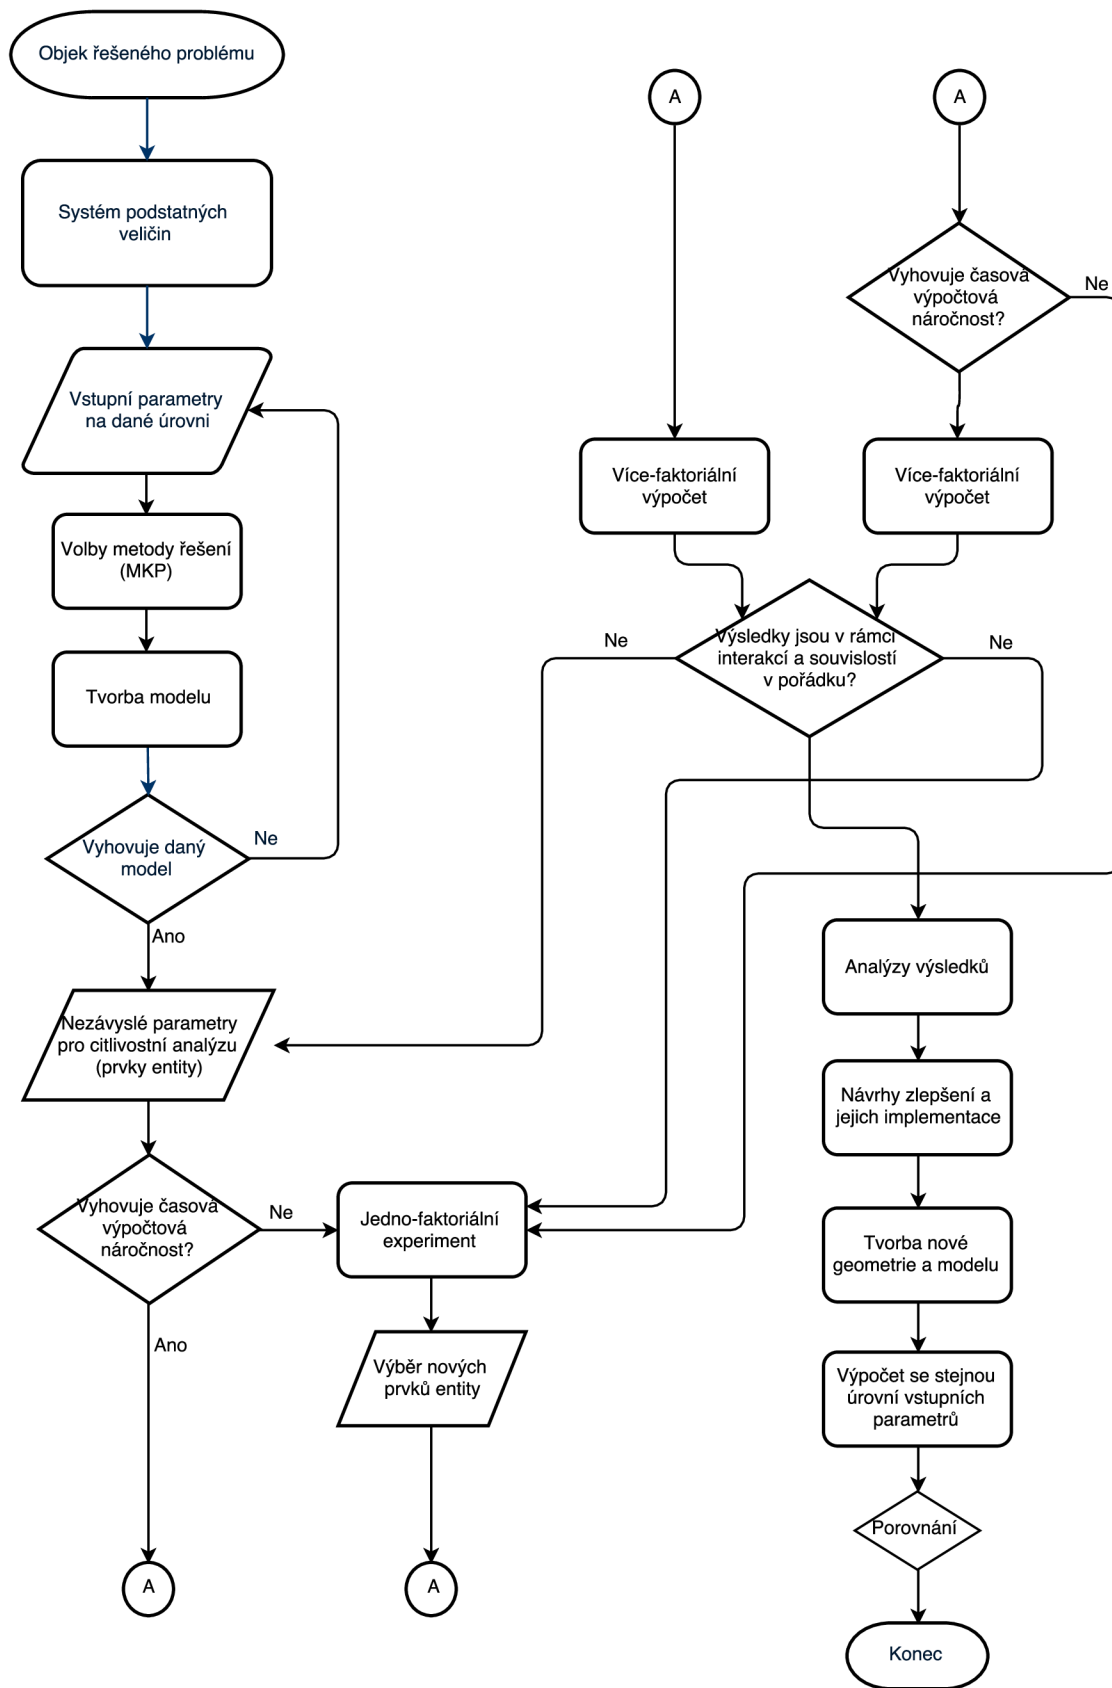 Objek řešeného problému
Systém podstatných
veličin
Vstupní parametry
na dané úrovni
Volby metody řešení
(MKP)
Tvorba modelu
Vyhovuje daný
model
Ne
Ano
Nezávyslé parametry
pro citlivostní analýzu
(prvky entity)
Vyhovuje časová
výpočtová
náročnost?
Ne
Ano
A
Jedno-faktoriální
experiment
Výběr nových
prvků entity
A
A
Více-faktoriální
výpočet
A
Vyhovuje časová
výpočtová
náročnost?
Ne
Více-faktoriální
výpočet
Výsledky jsou v rámci
interakcí a souvislostí
v pořádku?
Ne
Ne
Analýzy výsledků
Návrhy zlepšení a
jejich implementace
Tvorba nové
geometrie a modelu
Výpočet se stejnou
úrovní vstupních
parametrů
Porovnání
Konec